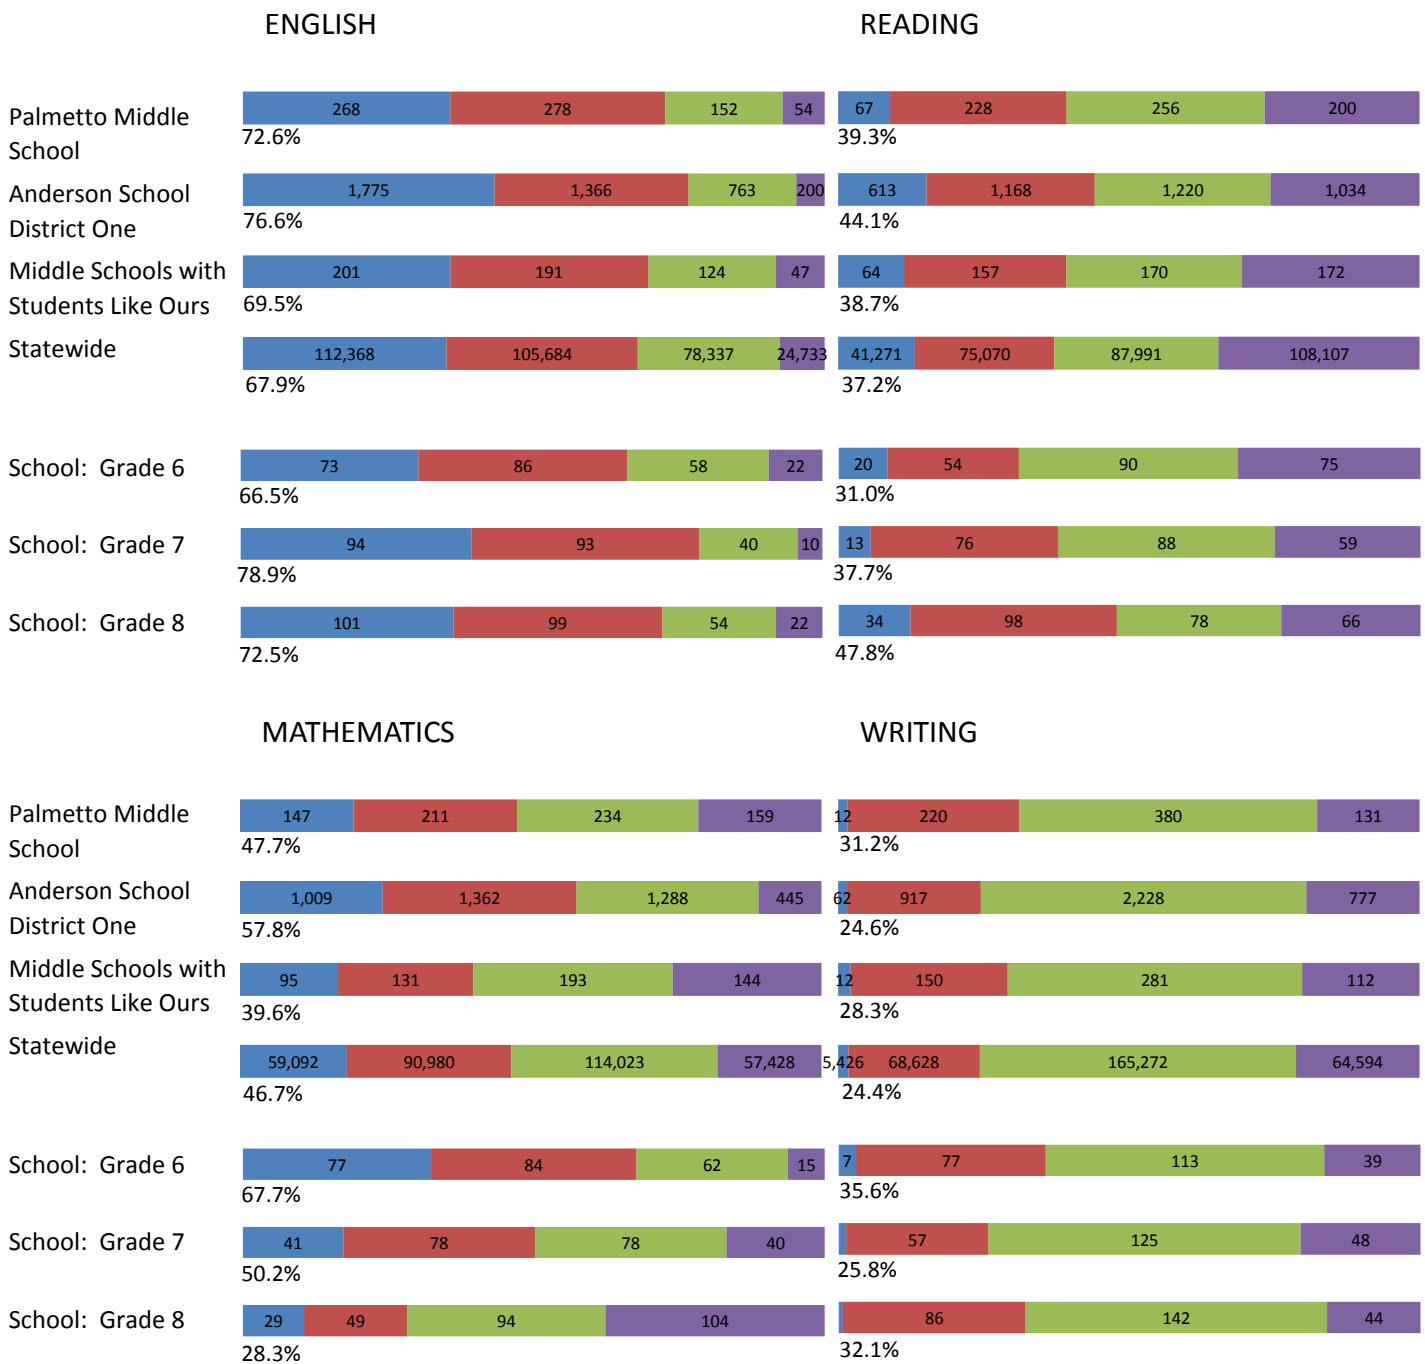 ENGLISH
READING
Palmetto Middle
School
268 278 152 54
72.6%
67 228 256 200
39.3%
Anderson School
District One
1,775 1,366 763 200
76.6%
613 1,168 1,220 1,034
44.1%
Middle Schools with
Students Like Ours
201 191 124 47
69.5%
64 157 170 172
38.7%
Statewide
112,368 105,684 78,337 24,733
67.9%
41,271 75,070 87,991 108,107
37.2%
School: Grade 6
73 86 58 22
66.5%
20 54 90 75
31.0%
School: Grade 7
94 93 40 10
78.9%
13 76 88 59
37.7%
School: Grade 8
101 99 54 22
72.5%
34 98 78 66
47.8%
MATHEMATICS
WRITING
Palmetto Middle
School
147 211 234 159
47.7%
12 220 380 131
31.2%
Anderson School
District One
1,009 1,362 1,288 445
57.8%
62 917 2,228 777
24.6%
Middle Schools with
Students Like Ours
95 131 193 144
39.6%
12 150 281 112
28.3%
Statewide
59,092 90,980 114,023 57,428
46.7%
5,426 68,628 165,272 64,594
24.4%
School: Grade 6
77 84 62 15
67.7%
7 77 113 39
35.6%
School: Grade 7
41 78 78 40
50.2%
57 125 48
25.8%
School: Grade 8
29 49 94 104
28.3%
86 142 44
32.1%